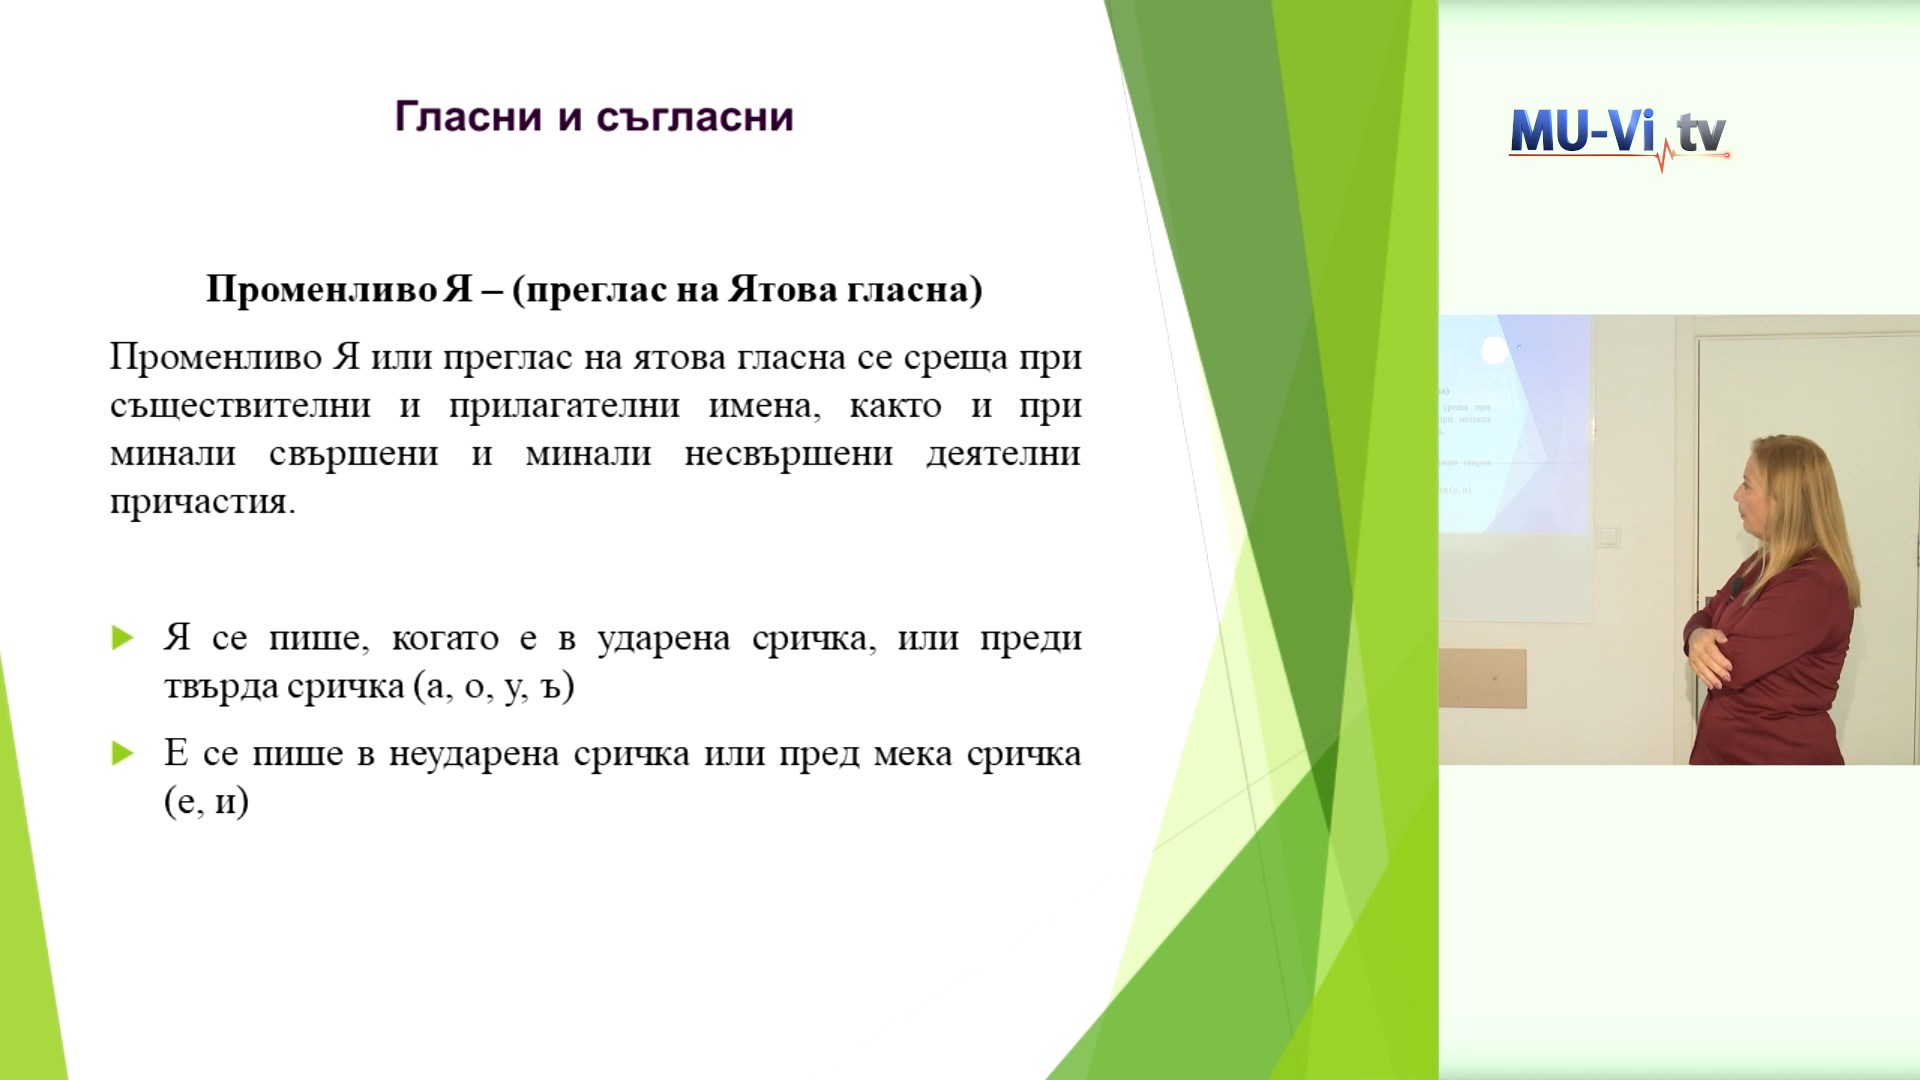 Гласни и съгласни
MU-Vi tv
Променливо Я – (преглас на Ятова гласна)
Променливо Я или преглас на ятова гласна се среща при
съществителни и прилагателни имена, както и при
минали свършени и минали несвършени деятелни
причастия.
Я се пише, когато е в ударена сричка, или преди
твърда сричка (а, о, у, ъ)
Е се пише в неударена сричка или пред мека сричка
(е, и)